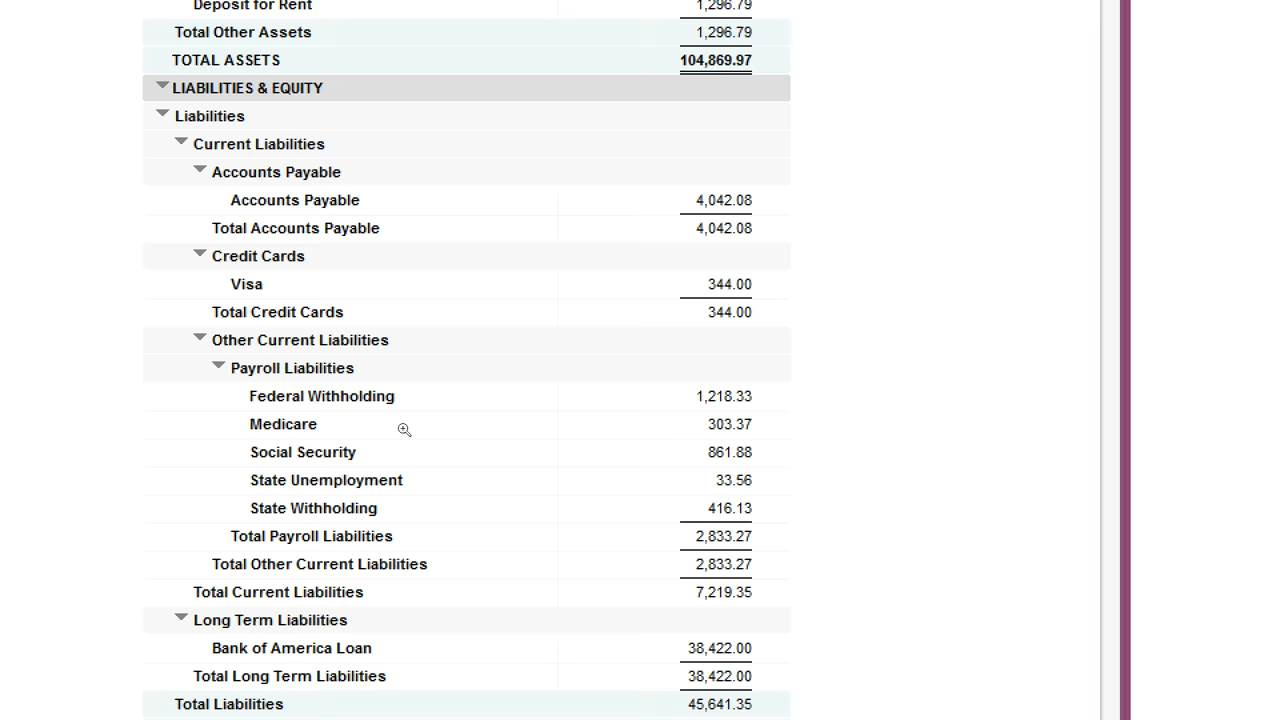 Deposit for Rent 1,296.79
Total Other Assets 1,296.79
TOTAL ASSETS 104,869.97
LIABILITIES & EQUITY
Liabilities
Current Liabilities
Accounts Payable
Accounts Payable 4,042.08
Total Accounts Payable 4,042.08
Credit Cards
Visa 344.00
Total Credit Cards 344.00
Other Current Liabilities
Payroll Liabilities
Federal Withholding 1,218.33
Medicare 303.37
Social Security 861.88
State Unemployment 33.56
State Withholding 416.13
Total Payroll Liabilities 2,833.27
Total Other Current Liabilities 2,833.27
Total Current Liabilities 7,219.35
Long Term Liabilities
Bank of America Loan 38,422.00
Total Long Term Liabilities 38,422.00
Total Liabilities 45,641.35